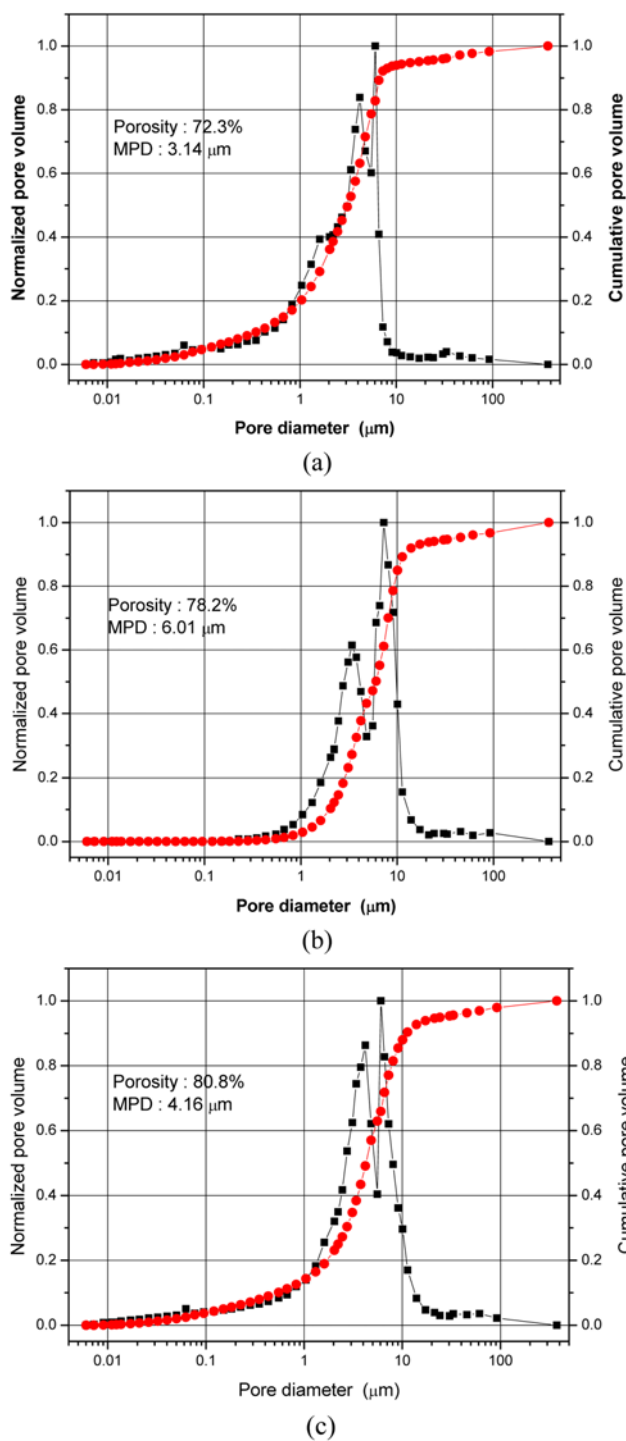 1.0 1.0
0.8 0.8
0.6 0.6
0.4 0.4
0.2 0.2
0.0 0.0
Normalized pore volume
Porosity : 72.3%
MPD : 3.14 μm
Cumulative pore volume
0.01 0.1 1 10 100
Pore diameter (μm)
(a)
1.0 1.0
0.8 0.8
0.6 0.6
0.4 0.4
0.2 0.2
0.0 0.0
Normalized pore volume
Porosity : 78.2%
MPD : 6.01 μm
Cumulative pore volume
0.01 0.1 1 10 100
Pore diameter (μm)
(b)
1.0 1.0
0.8 0.8
0.6 0.6
0.4 0.4
0.2 0.2
0.0 0.0
Normalized pore volume
Porosity : 80.8%
MPD : 4.16 μm
Cumulative pore volume
0.01 0.1 1 10 100
Pore diameter (μm)
(c)